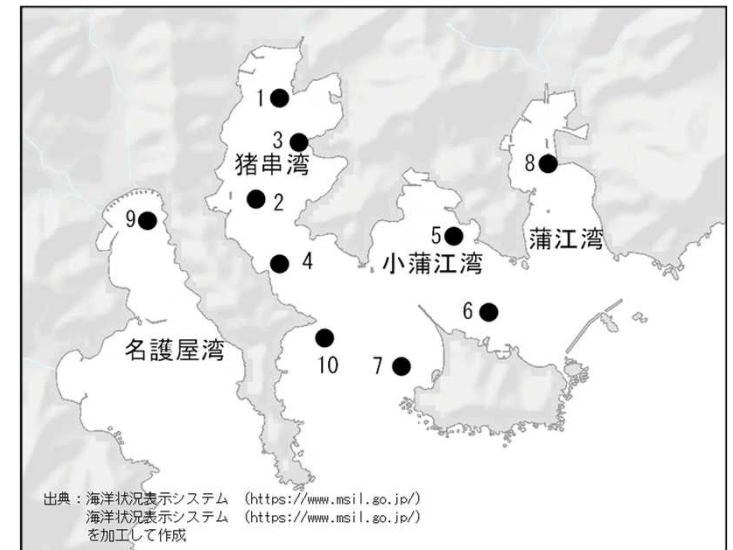 1
3
猪串湾
8
2
9
5
蒲江湾
4
小蒲江湾
6
名護屋湾
10
7
出典：海洋状況表示システム （https://www.msil.go.jp/）
海洋状況表示システム （https://www.msil.go.jp/）
を加工して作成